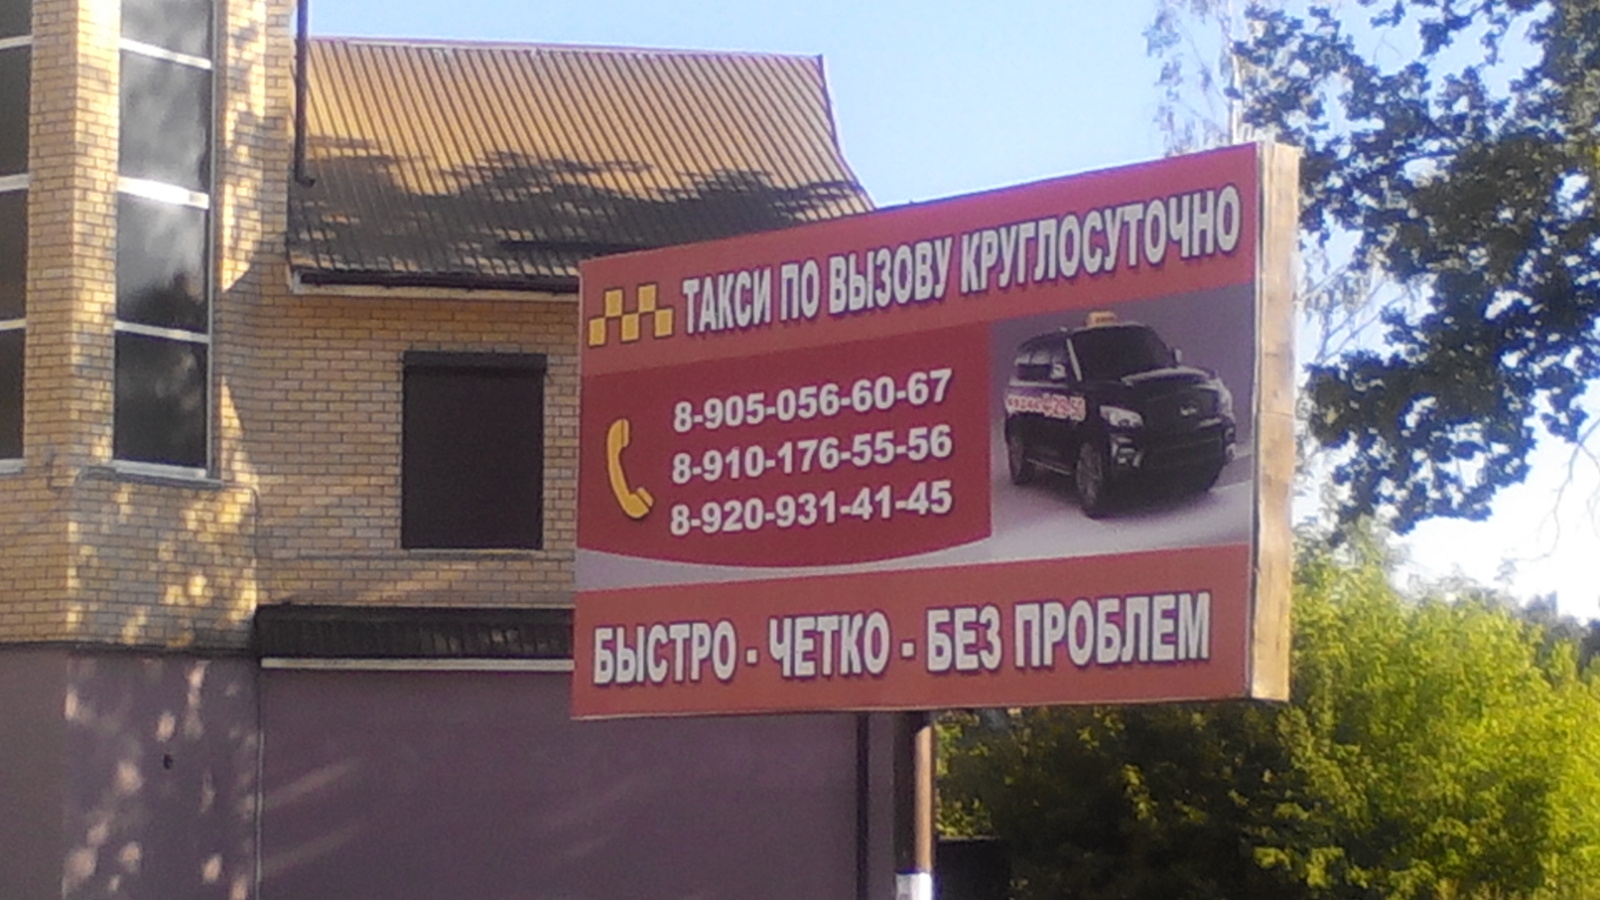 ТАКСИ ПО ВЫЗОВУ КРУГЛОСУТОЧНО
8-905-056-60-67
8-910-176-55-56
8-920-931-41-45
БЫСТРО - ЧЕТКО - БЕЗ ПРОБЛЕМ